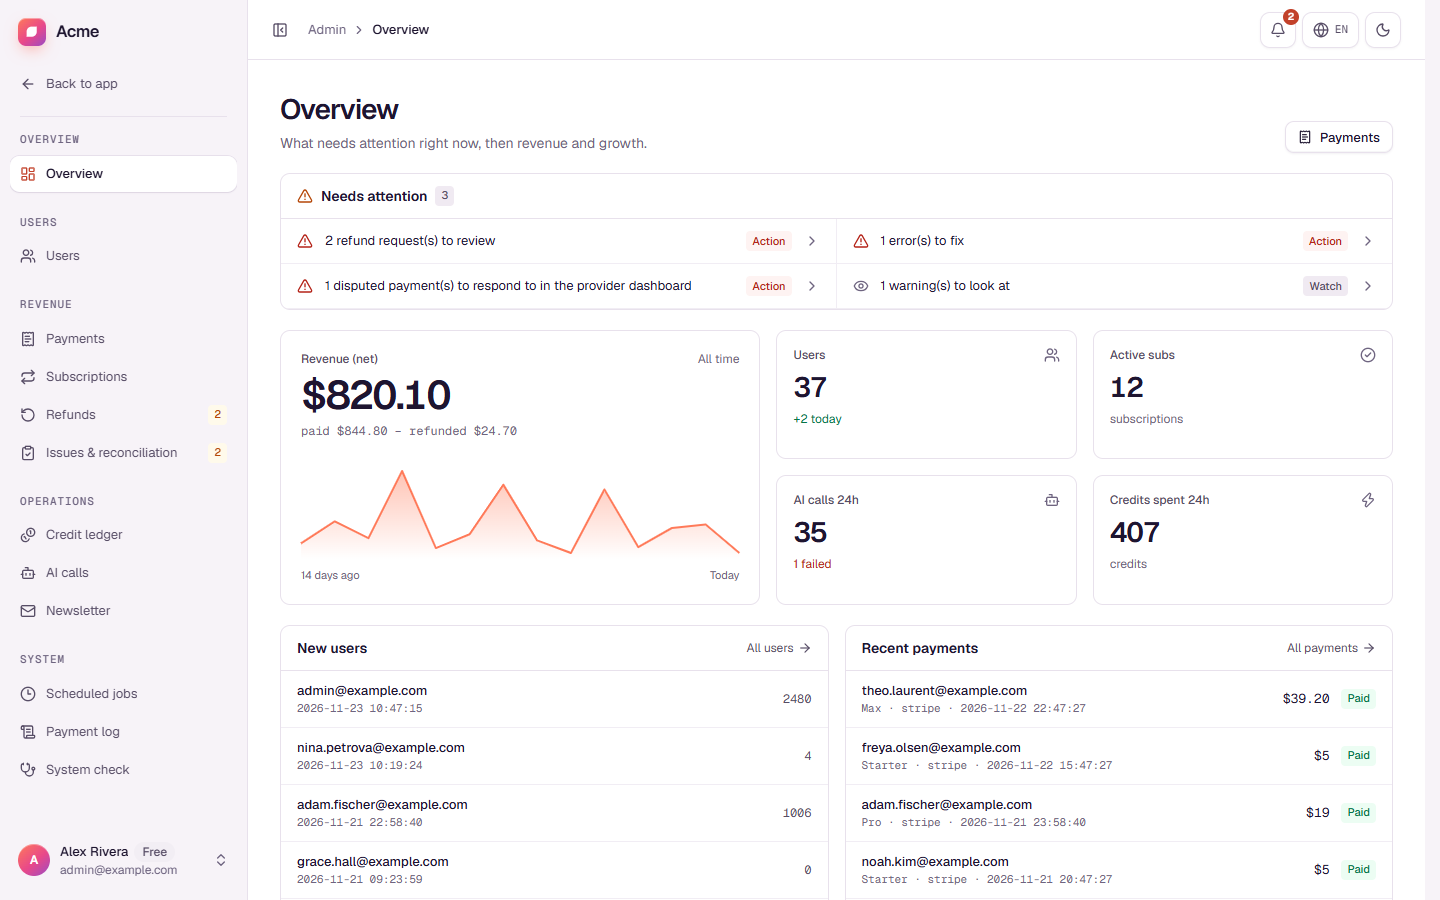 Acme
Back to app
OVERVIEW
Overview
USERS
Users
REVENUE
Payments
Subscriptions
Refunds 2
Issues & reconciliation 2
OPERATIONS
Credit ledger
AI calls
Newsletter
SYSTEM
Scheduled jobs
Payment log
System check
A
Alex Rivera Free
admin@example.com
Admin > Overview
2
EN
Overview
What needs attention right now, then revenue and growth.
Payments
Needs attention 3
2 refund request(s) to review Action
1 error(s) to fix Action
1 disputed payment(s) to respond to in the provider dashboard Action
1 warning(s) to look at Watch
Revenue (net) All time
$820.10
paid $844.80 – refunded $24.70
14 days ago Today
Users
37
+2 today
Active subs
12
subscriptions
AI calls 24h
35
1 failed
Credits spent 24h
407
credits
New users All users →
admin@example.com
2026-11-23 10:47:15
2480
nina.petrova@example.com
2026-11-23 10:19:24
4
adam.fischer@example.com
2026-11-21 22:58:40
1006
grace.hall@example.com
2026-11-21 09:23:59
0
Recent payments All payments →
theo.laurent@example.com
Max · stripe · 2026-11-22 22:47:27
$39.20 Paid
freya.olsen@example.com
Starter · stripe · 2026-11-22 15:47:27
$5 Paid
adam.fischer@example.com
Pro · stripe · 2026-11-21 23:58:40
$19 Paid
noah.kim@example.com
Starter · stripe · 2026-11-21 20:47:27
$5 Paid